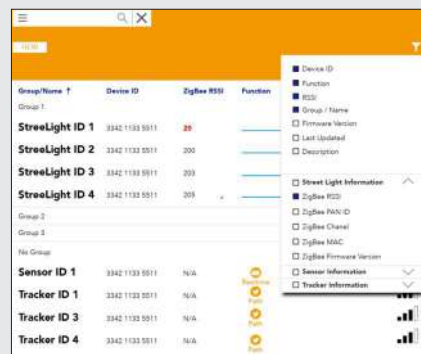 NEW
Group/Name ↑ Device ID ZigBee RSSI Function
Group 1
StreeLight ID 1 3342 1133 5511 20
StreeLight ID 2 3342 1133 5511 200
StreeLight ID 3 3342 1133 5511 203
StreeLight ID 4 3342 1133 5511 205
Group 2
Group 3
No Group
Sensor ID 1 3342 1133 5511 N/A Realtime
Tracker ID 1 3342 1133 5511 N/A Path
Tracker ID 3 3342 1133 5511 N/A Path
Tracker ID 4 3342 1133 5511 N/A Path
Device ID
Function
RSSI
Group / Name
Firmware Version
Last Updated
Description
Street Light Information
ZigBee RSSI
ZigBee PAN ID
ZigBee Chanel
ZigBee MAC
ZigBee Firmware Version
Sensor Information
Tracker Information